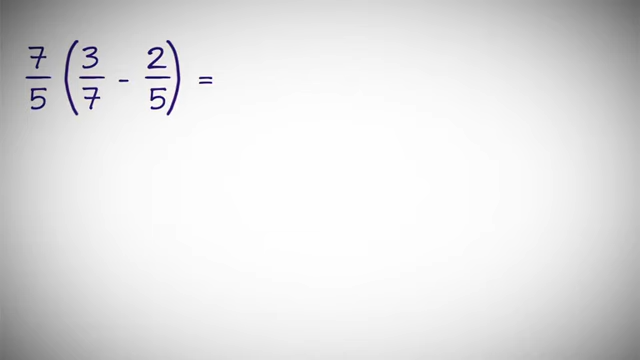 7/5 (3/7 - 2/5) =